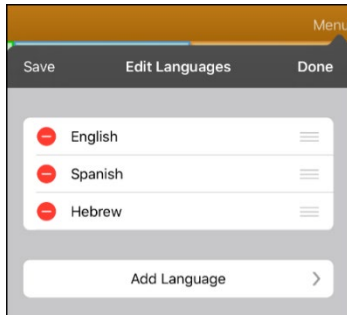 Menu
Save Edit Languages Done
English
Spanish
Hebrew
Add Language